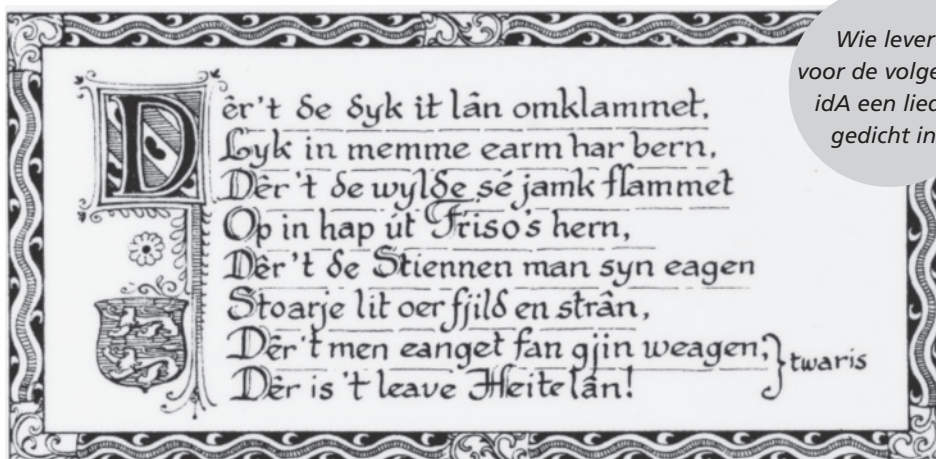 Dêr't de dyk it lân omklammet,
Lyk in memme earm har bern,
Dêr't de wylde sé jamk flammet
Op in hap út Friso's hern,
Dêr't de Stiennen man syn eagen
Stoarje lit oer fjild en strân,
Dêr't men eanget fan gjin weagen,
Dêr is 't leave Heitelân!
twaris
Wie lever
voor de volge
idA een lied
gedicht in